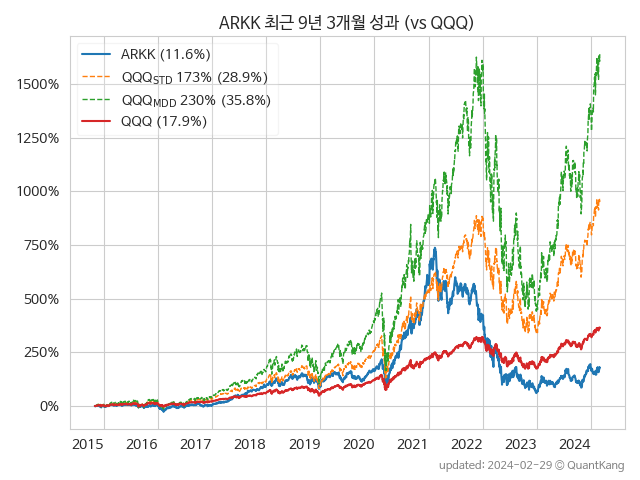 ARKK 최근 9년 3개월 성과 (vs QQQ)
ARKK (11.6%)
QQQSTD 173% (28.9%)
QQQMDD 230% (35.8%)
QQQ (17.9%)
1500%
1250%
1000%
750%
500%
250%
0%
2015 2016 2017 2018 2019 2020 2021 2022 2023 2024
updated: 2024-02-29 © QuantKang